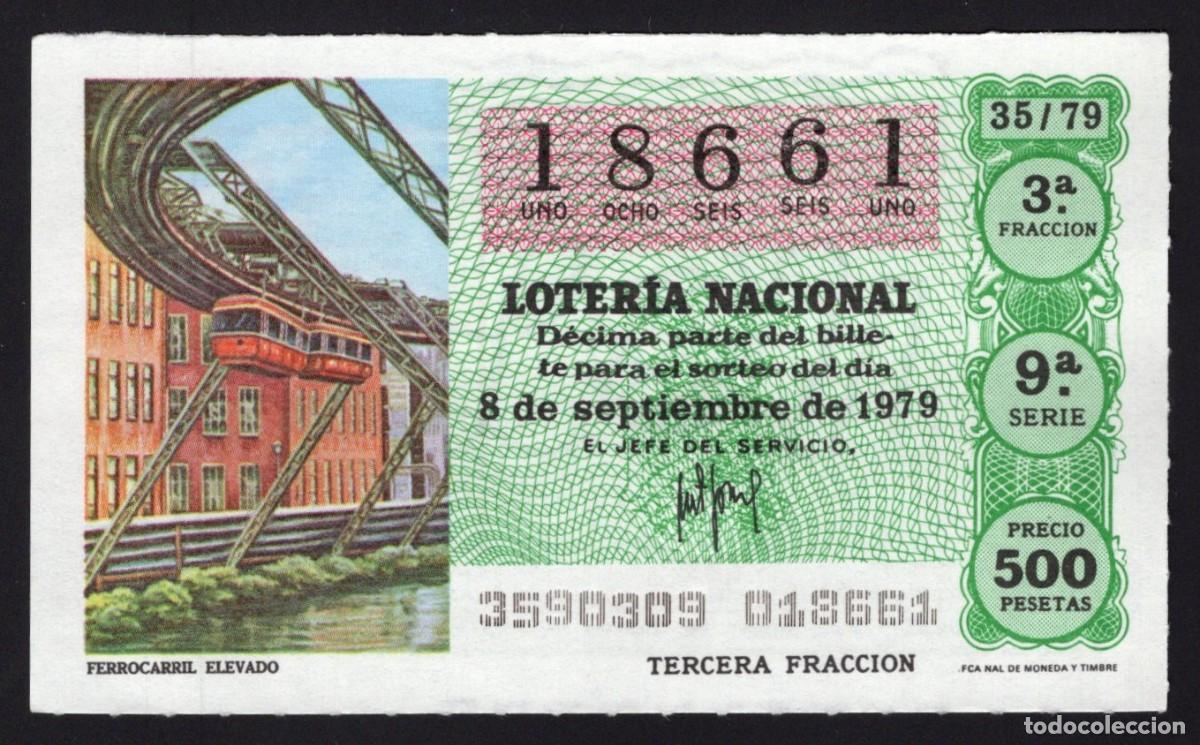 35/79
18661
UNO OCHO SEIS SEIS UNO
3ª.
FRACCION
LOTERÍA NACIONAL
Décima parte del bille-
te para el sorteo del día
8 de septiembre de 1979
EL JEFE DEL SERVICIO,
9ª.
SERIE
PRECIO
500
PESETAS
3590309 018661
FERROCARRIL ELEVADO
TERCERA FRACCION
.FCA NAL DE MONEDA Y TIMBRE
todocoleccion